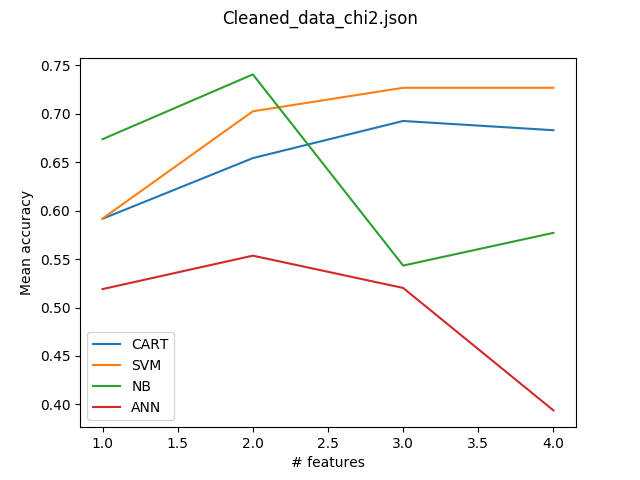 Cleaned_data_chi2.json
0.75
0.70
0.65
0.60
0.55
0.50
0.45
0.40
Mean accuracy
CART
SVM
NB
ANN
1.0 1.5 2.0 2.5 3.0 3.5 4.0
# features